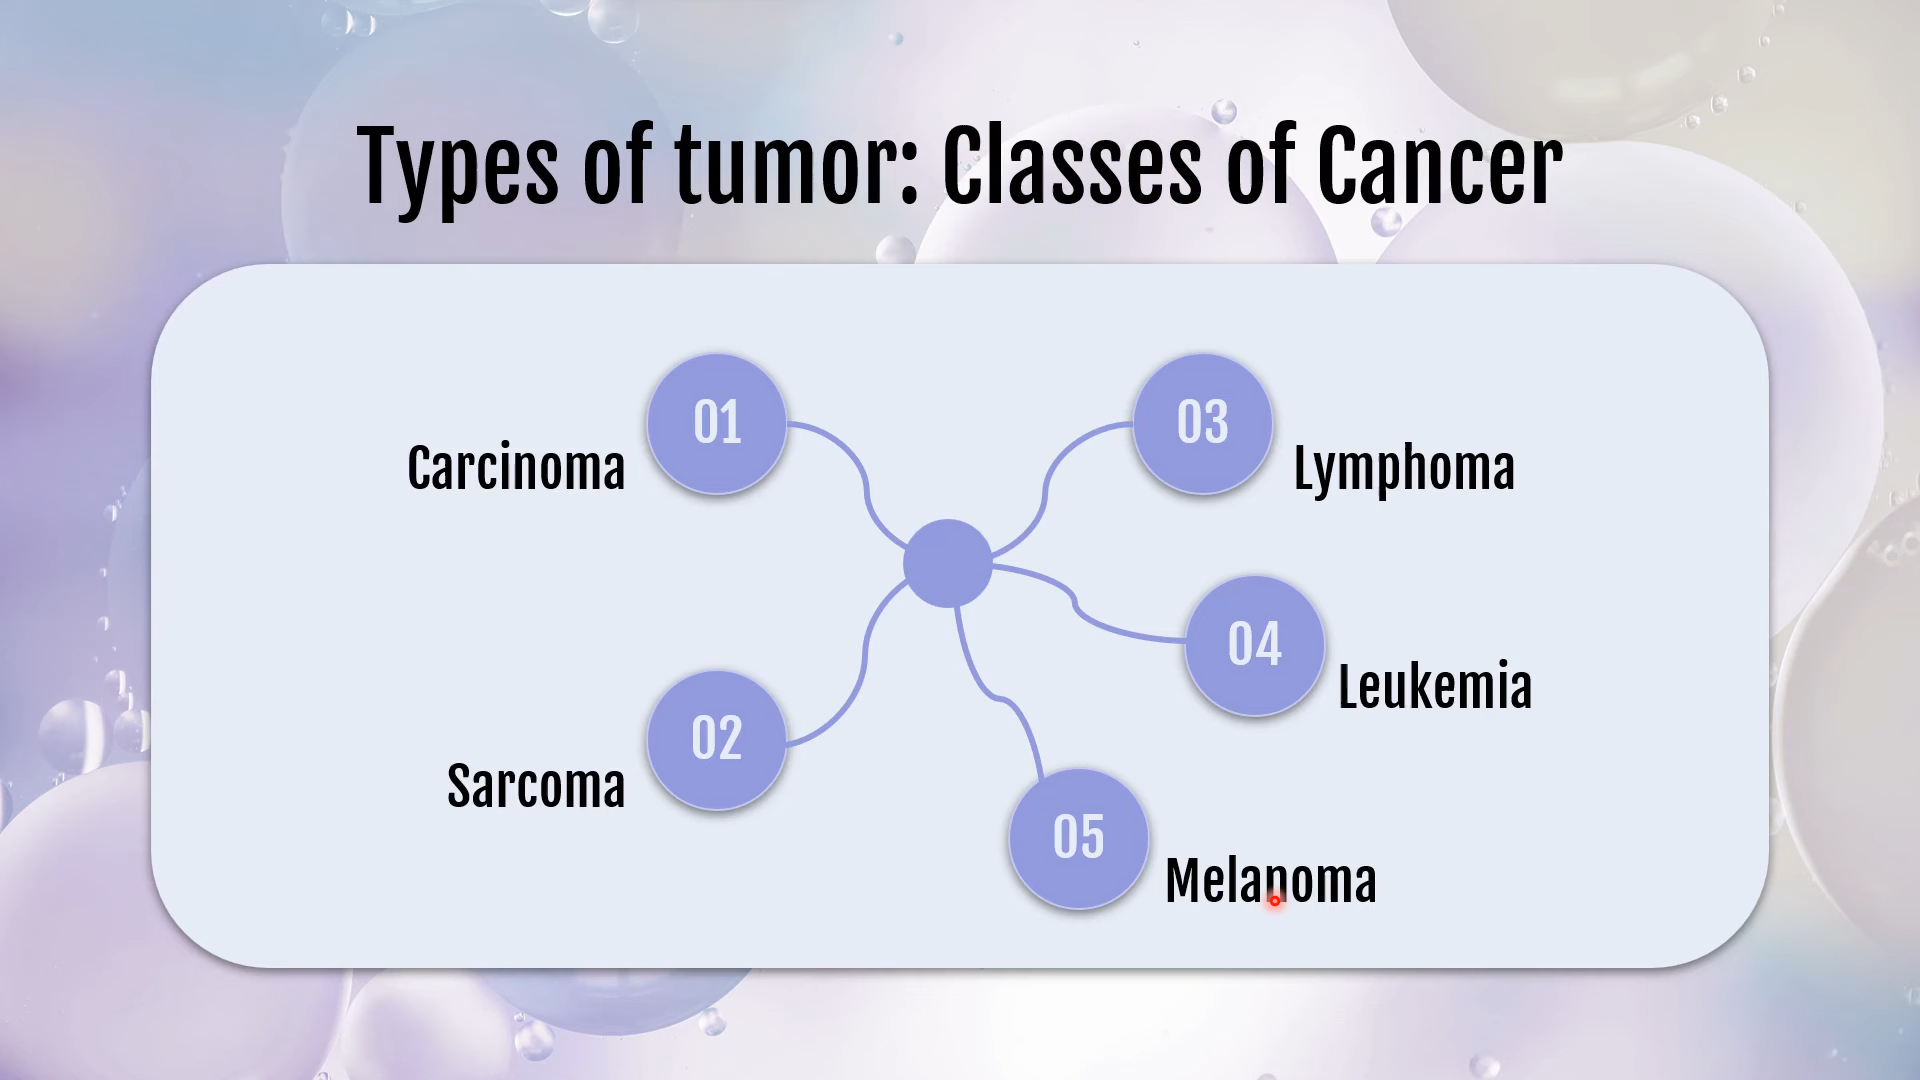 Types of tumor: Classes of Cancer
01
Carcinoma
02
Sarcoma
03
Lymphoma
04
Leukemia
05
Melanoma